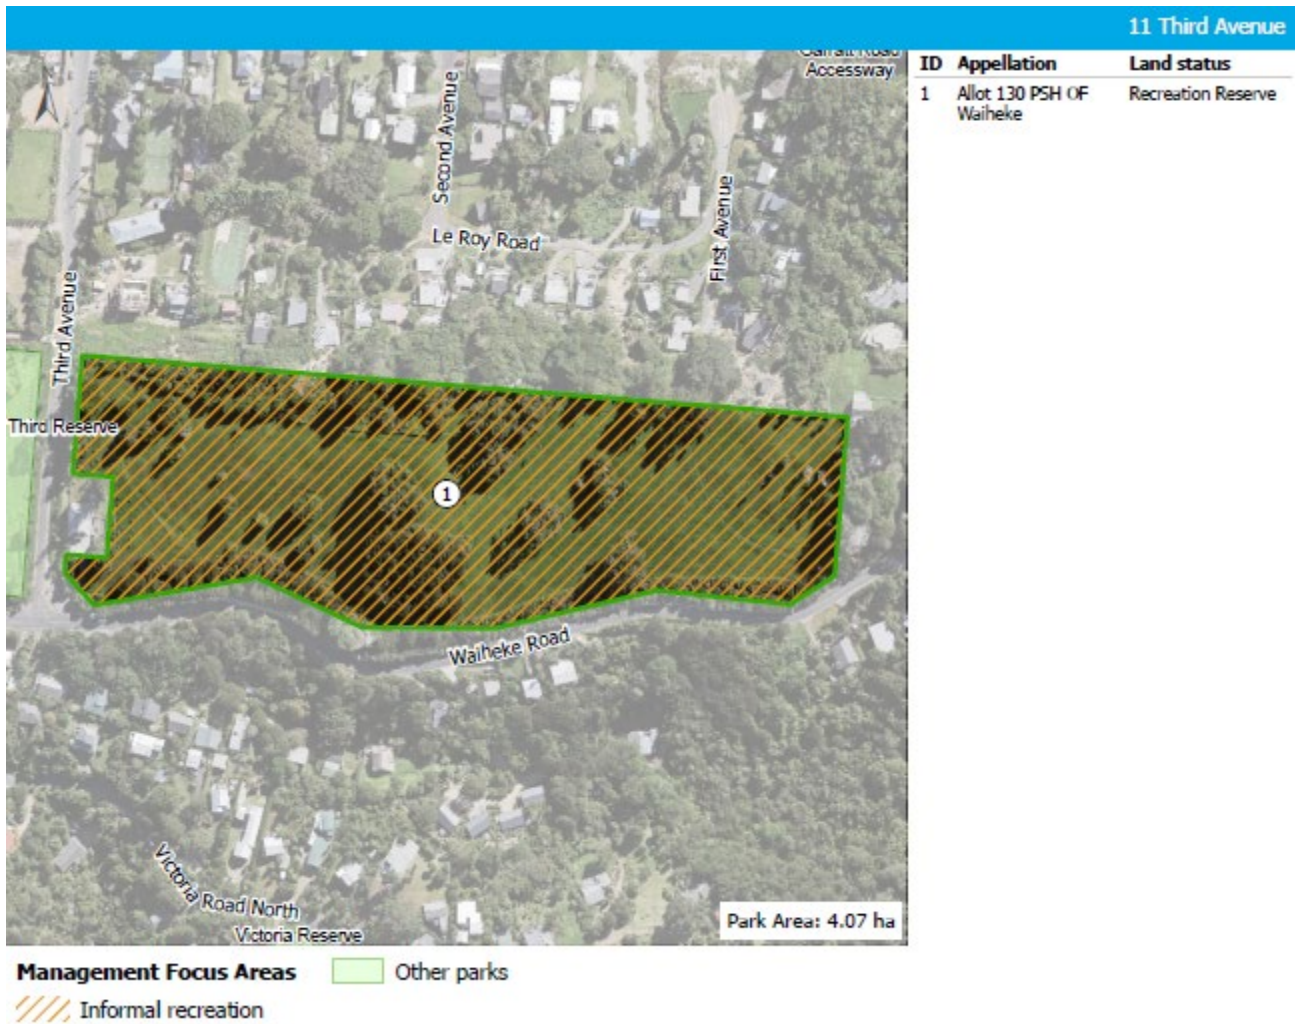 11 Third Avenue
Garratt Road
Accessway
ID Appellation Land status
1 Allot 130 PSH OF Recreation Reserve
Waiheke
Second Avenue
First Avenue
Le Roy Road
Third Avenue
Third Reserve
1
Waiheke Road
Victoria Road North
Victoria Reserve
Park Area: 4.07 ha
Management Focus Areas Other parks
Informal recreation